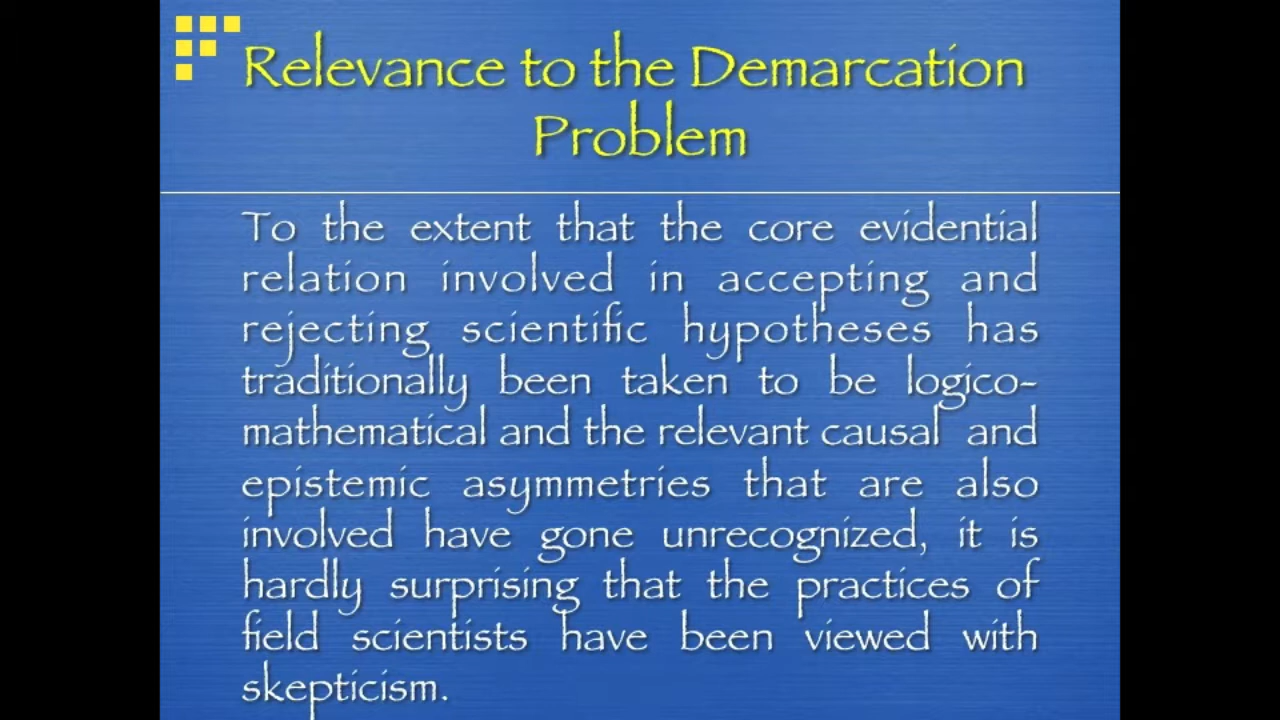 Relevance to the Demarcation
Problem
To the extent that the core evidential
relation involved in accepting and
rejecting scientific hypotheses has
traditionally been taken to be logico-
mathematical and the relevant causal and
epistemic asymmetries that are also
involved have gone unrecognized, it is
hardly surprising that the practices of
field scientists have been viewed with
skepticism.